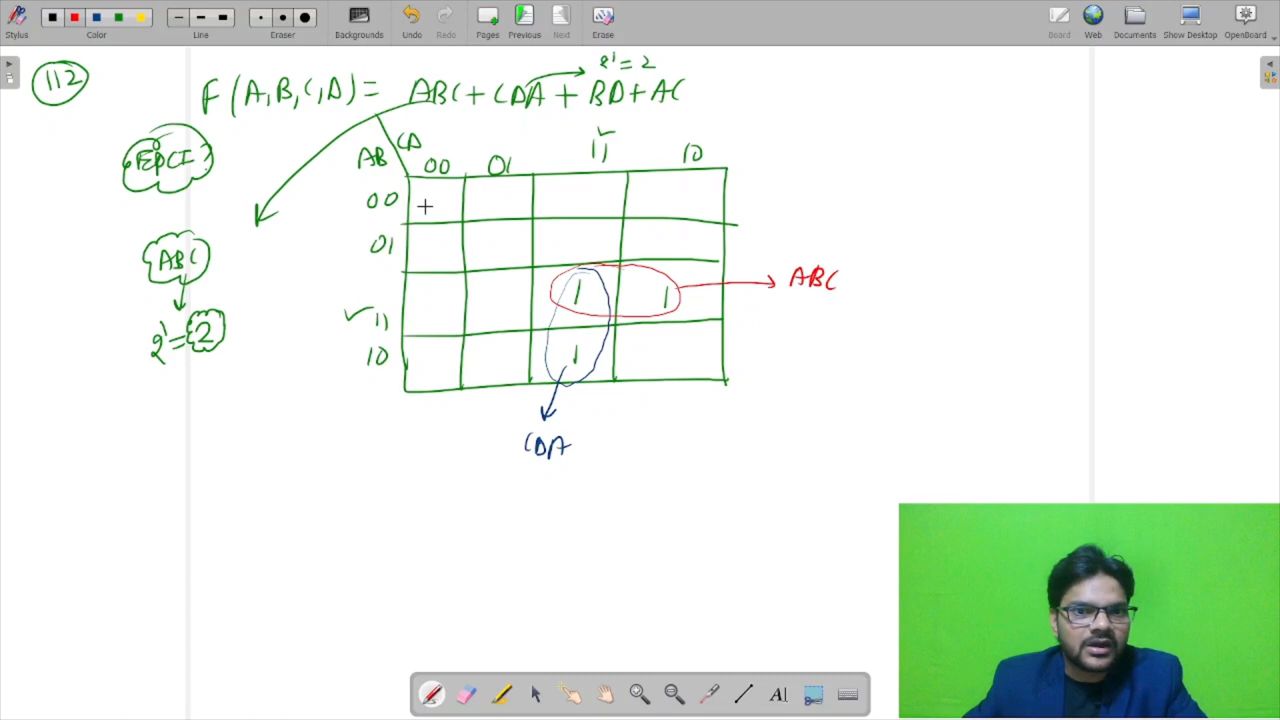 Stylus Color Line Eraser Backgrounds Undo Redo Pages Previous Next Erase Board Web Documents Show Desktop OpenBoard
112
2¹ = 2
F(A,B,C,D) = ABC + CDA + BD + AC
AB CD
00 01 11 10
00
01
11
10
1 1
1
ABC
ABC
2¹ = 2
CDA